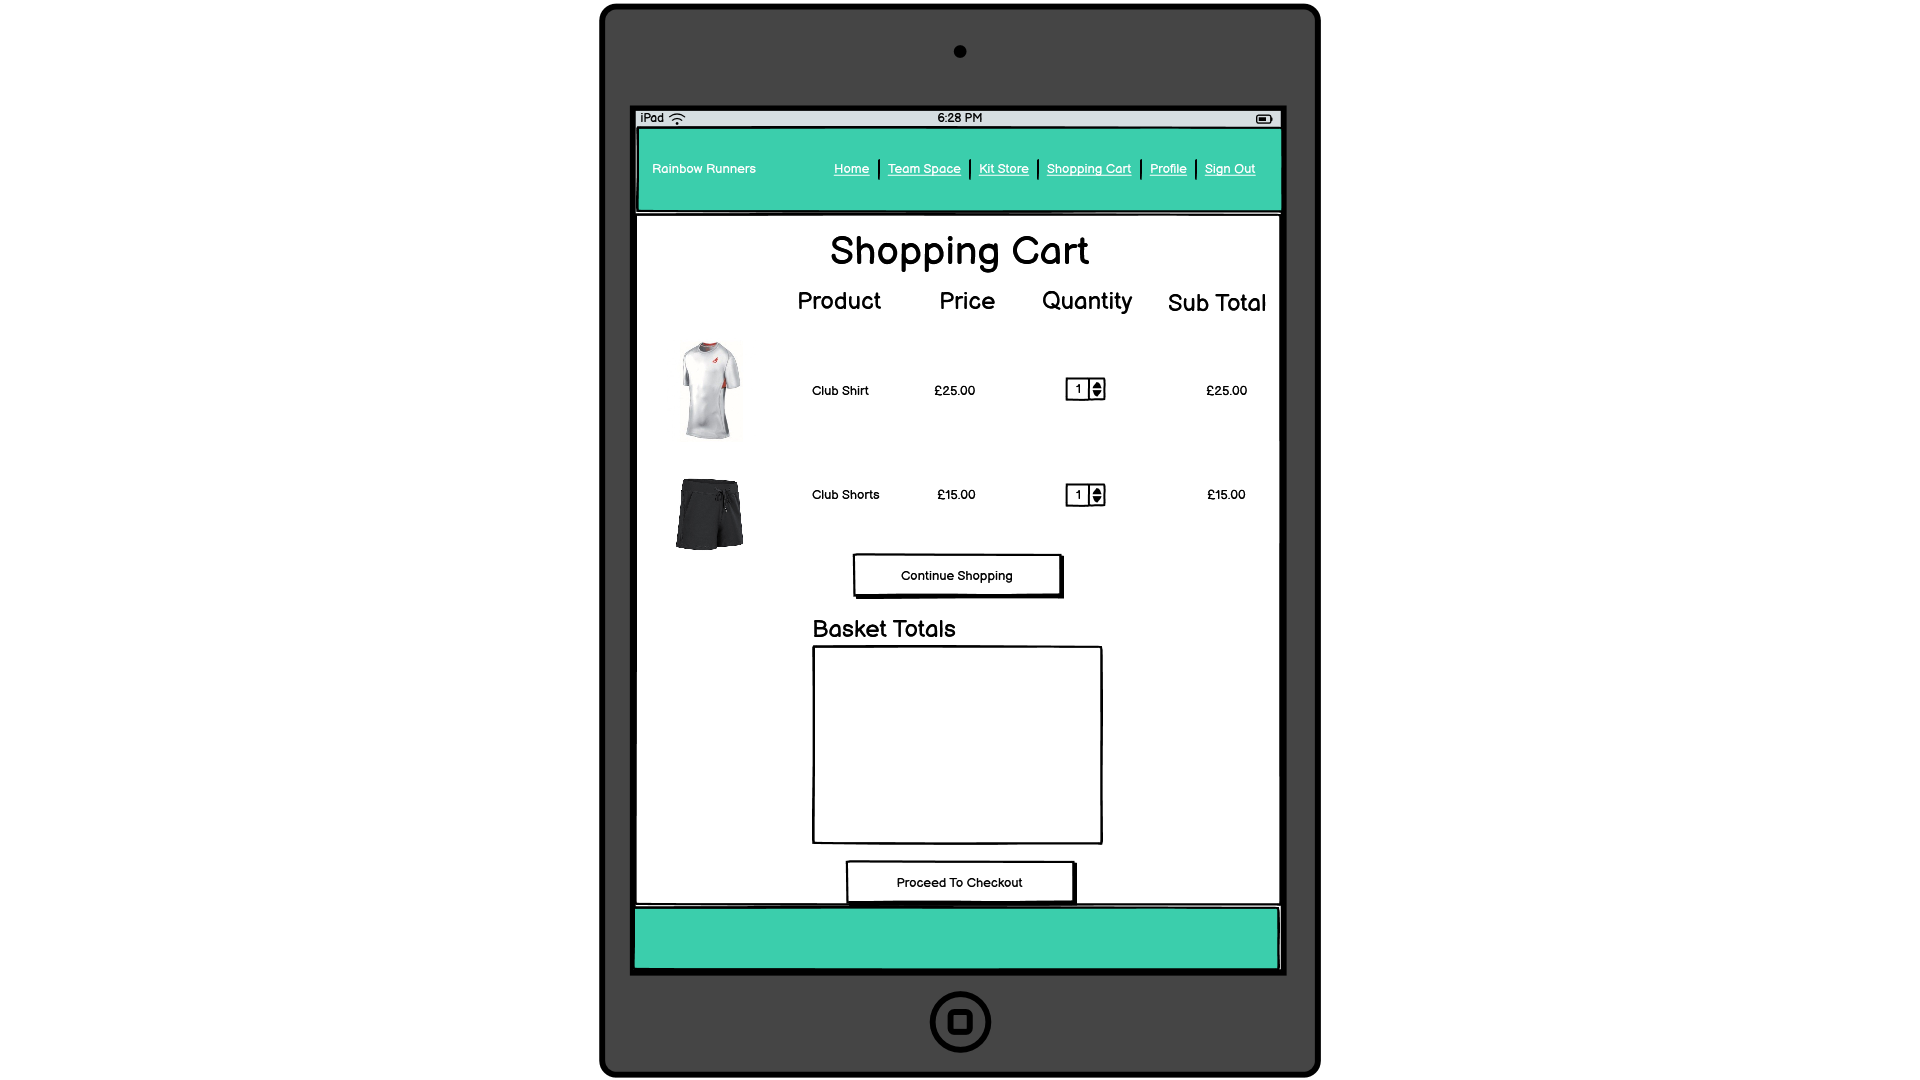 iPad 6:28 PM
Rainbow Runners Home Team Space Kit Store Shopping Cart Profile Sign Out
Shopping Cart
Product Price Quantity Sub Total
Club Shirt £25.00 1 £25.00
Club Shorts £15.00 1 £15.00
Continue Shopping
Basket Totals
Proceed To Checkout